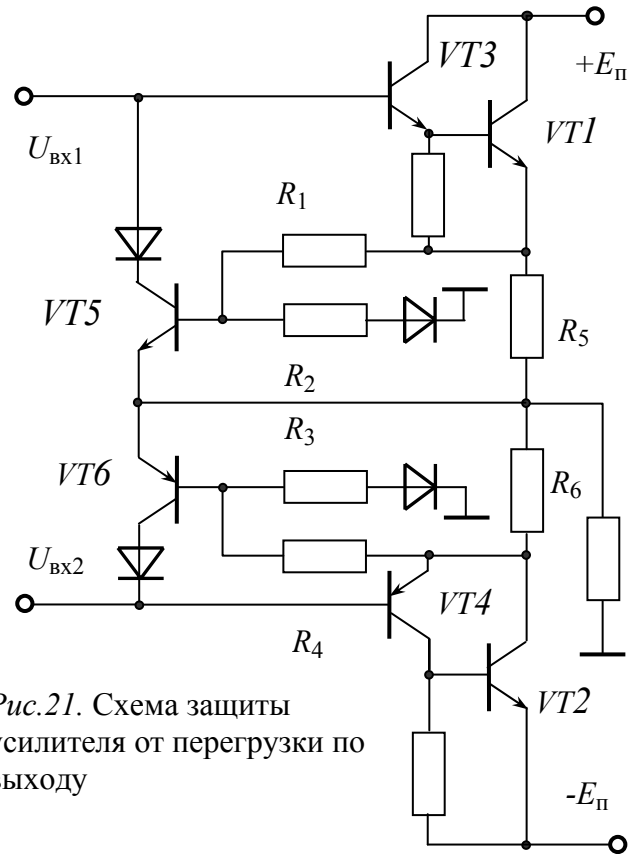 VT3
+Eп
VT1
Uвх1
R1
VT5
R5
R2
R3
VT6
R6
Uвх2
VT4
R4
VT2
Рис.21. Схема защиты
усилителя от перегрузки по
выходу
-Eп